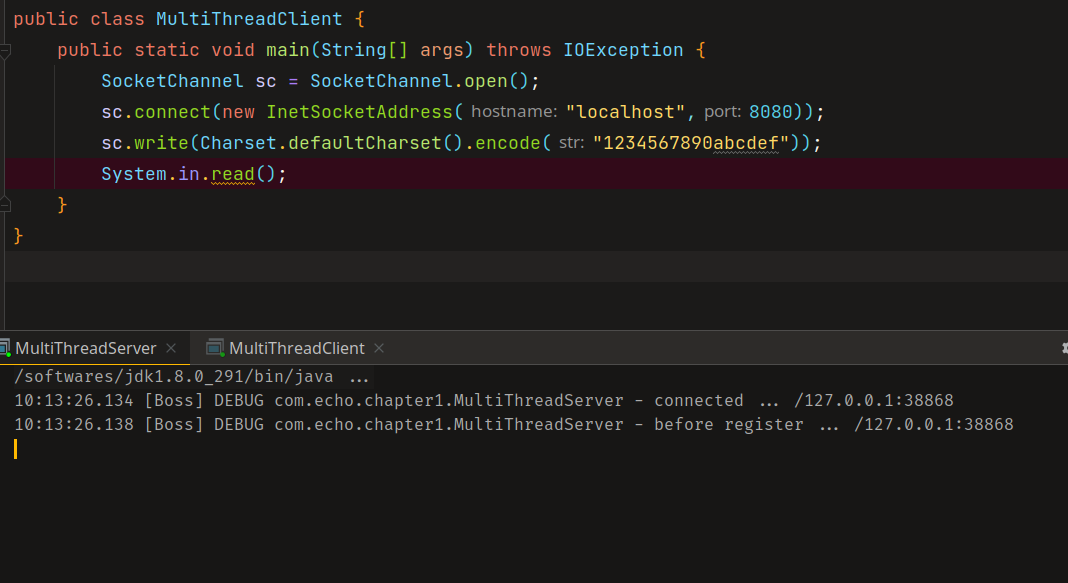 public class MultiThreadClient {
public static void main(String[] args) throws IOException {
SocketChannel sc = SocketChannel.open();
sc.connect(new InetSocketAddress( hostname: "localhost", port: 8080));
sc.write(Charset.defaultCharset().encode( str: "1234567890abcdef"));
System.in.read();
}
}
MultiThreadServer × MultiThreadClient ×
/softwares/jdk1.8.0_291/bin/java ...
10:13:26.134 [Boss] DEBUG com.echo.chapter1.MultiThreadServer - connected ... /127.0.0.1:38868
10:13:26.138 [Boss] DEBUG com.echo.chapter1.MultiThreadServer - before register ... /127.0.0.1:38868